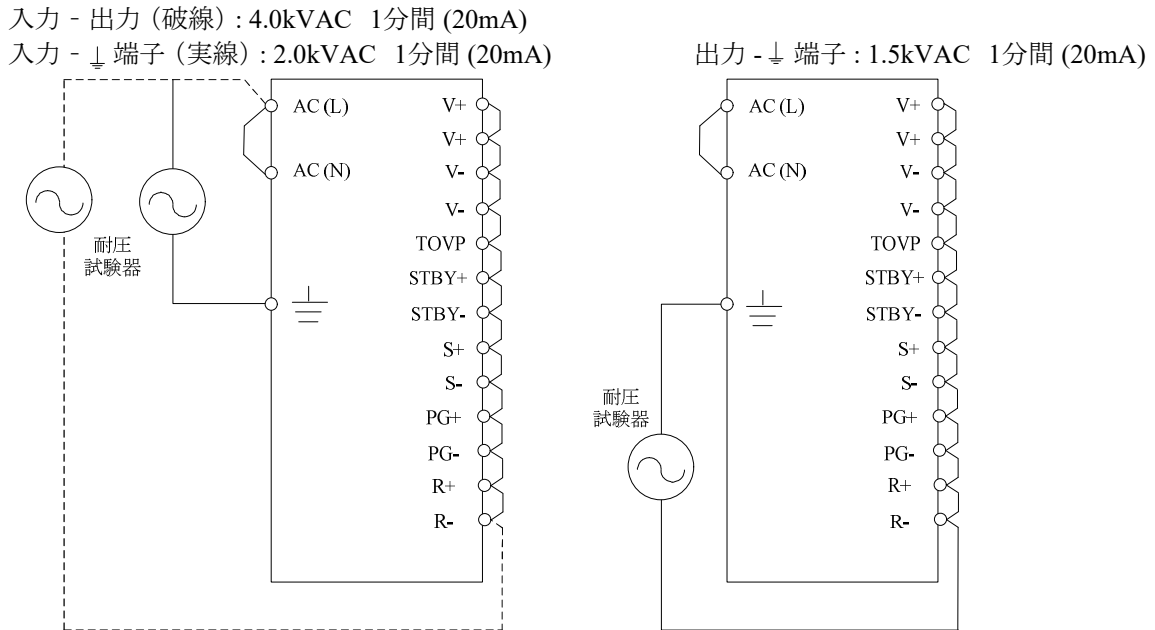 入力 - 出力 (破線) : 4.0kVAC 1分間 (20mA)
入力 - ⏚ 端子 (実線) : 2.0kVAC 1分間 (20mA)
AC (L)
AC (N)
耐圧
試験器
V+
V+
V-
V-
TOVP
STBY+
STBY-
S+
S-
PG+
PG-
R+
R-
出力 - ⏚ 端子 : 1.5kVAC 1分間 (20mA)
AC (L)
AC (N)
耐圧
試験器
V+
V+
V-
V-
TOVP
STBY+
STBY-
S+
S-
PG+
PG-
R+
R-